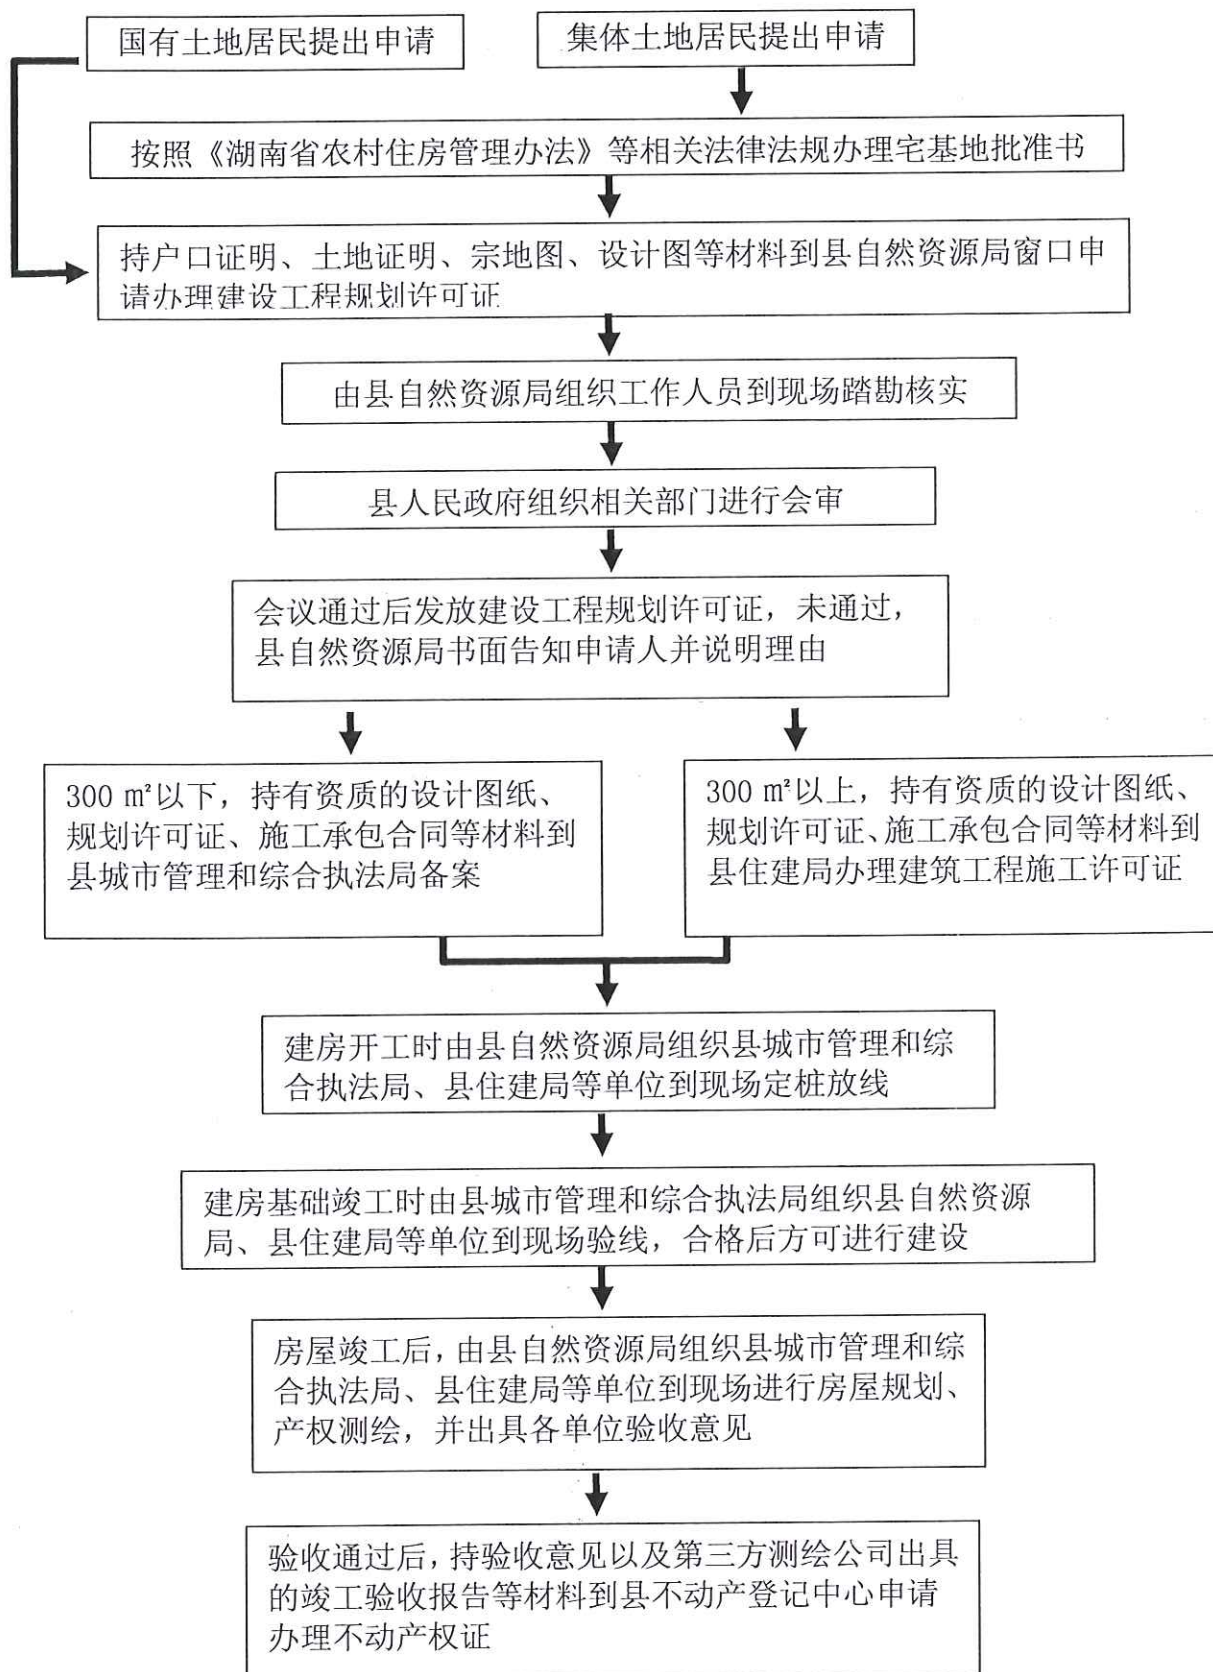 国有土地居民提出申请
集体土地居民提出申请
按照《湖南省农村住房管理办法》等相关法律法规办理宅基地批准书
持户口证明、土地证明、宗地图、设计图等材料到县自然资源局窗口申
请办理建设工程规划许可证
由县自然资源局组织工作人员到现场踏勘核实
县人民政府组织相关部门进行会审
会议通过后发放建设工程规划许可证，未通过，
县自然资源局书面告知申请人并说明理由
300 ㎡以下，持有资质的设计图纸、
规划许可证、施工承包合同等材料到
县城市管理和综合执法局备案
300 ㎡以上，持有资质的设计图纸、
规划许可证、施工承包合同等材料到
县住建局办理建筑工程施工许可证
建房开工时由县自然资源局组织县城市管理和综
合执法局、县住建局等单位到现场定桩放线
建房基础竣工时由县城市管理和综合执法局组织县自然资源
局、县住建局等单位到现场验线，合格后方可进行建设
房屋竣工后，由县自然资源局组织县城市管理和综
合执法局、县住建局等单位到现场进行房屋规划、
产权测绘，并出具各单位验收意见
验收通过后，持验收意见以及第三方测绘公司出具
的竣工验收报告等材料到县不动产登记中心申请
办理不动产权证